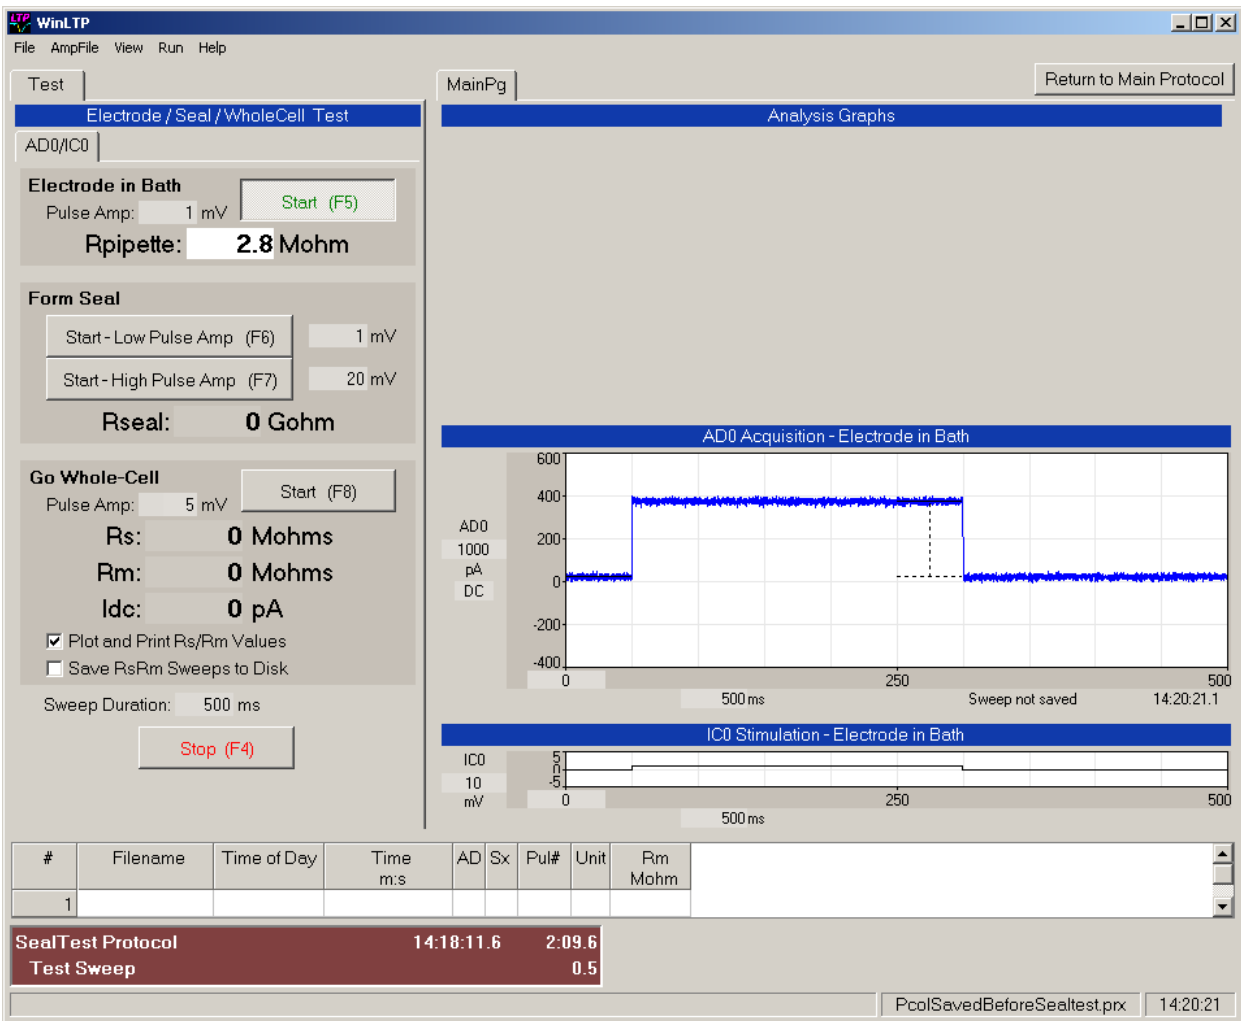 LTP WinLTP
File AmpFile View Run Help
Test
MainPg
Return to Main Protocol
Electrode / Seal / WholeCell Test
Analysis Graphs
AD0/IC0
Electrode in Bath
Start (F5)
Pulse Amp: 1 mV
Rpipette: 2.8 Mohm
Form Seal
Start - Low Pulse Amp (F6) 1 mV
Start - High Pulse Amp (F7) 20 mV
Rseal: 0 Gohm
Go Whole-Cell
Start (F8)
Pulse Amp: 5 mV
Rs: 0 Mohms
Rm: 0 Mohms
Idc: 0 pA
Plot and Print Rs/Rm Values
Save RsRm Sweeps to Disk
Sweep Duration: 500 ms
Stop (F4)
AD0 Acquisition - Electrode in Bath
600
400
200
0
-200
-400
AD0
1000
pA
DC
0 250 500
500 ms Sweep not saved 14:20:21.1
IC0 Stimulation - Electrode in Bath
IC0
10
mV
5
0
-5
0 250 500
500 ms
# Filename Time of Day Time m:s AD Sx Pul# Unit Rm Mohm
1
SealTest Protocol 14:18:11.6 2:09.6
Test Sweep 0.5
PcolSavedBeforeSealtest.prx 14:20:21